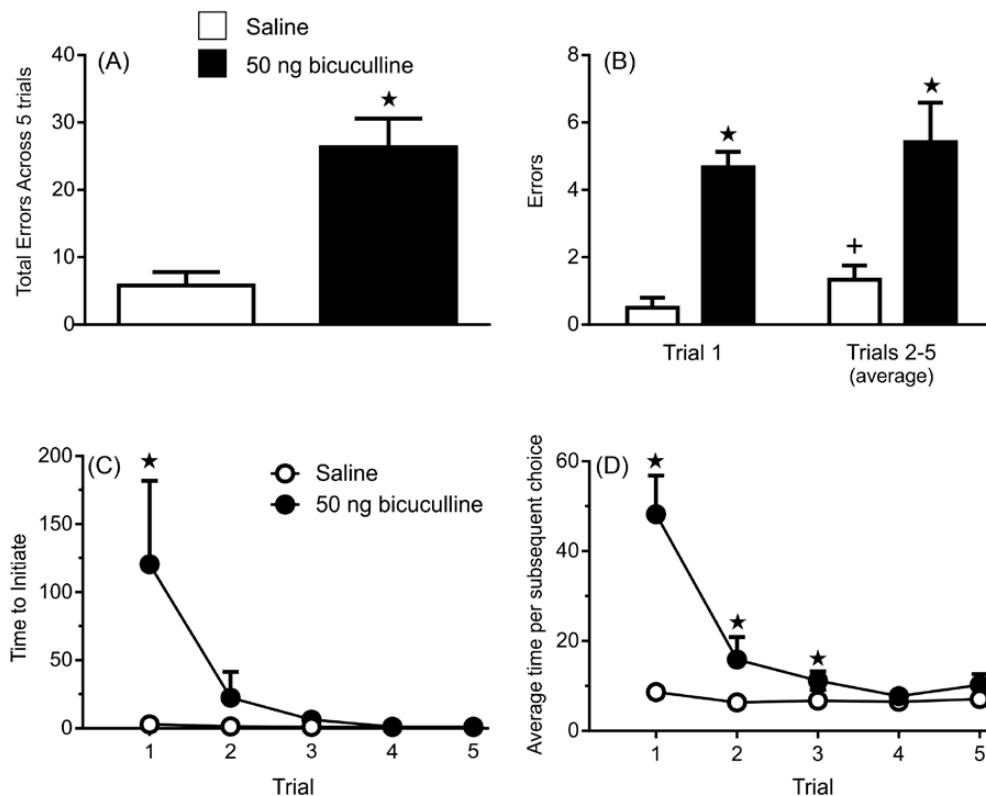 Saline
50 ng bicuculline
(A)
Total Errors Across 5 trials
40
30
20
10
0
★
(B)
Errors
8
6
4
2
0
★
+
★
Trial 1
Trials 2-5
(average)
(C)
Time to Initiate
200
150
100
50
0
★
Saline
50 ng bicuculline
1 2 3 4 5
Trial
(D)
Average time per subsequent choice
60
40
20
0
★
★
★
1 2 3 4 5
Trial